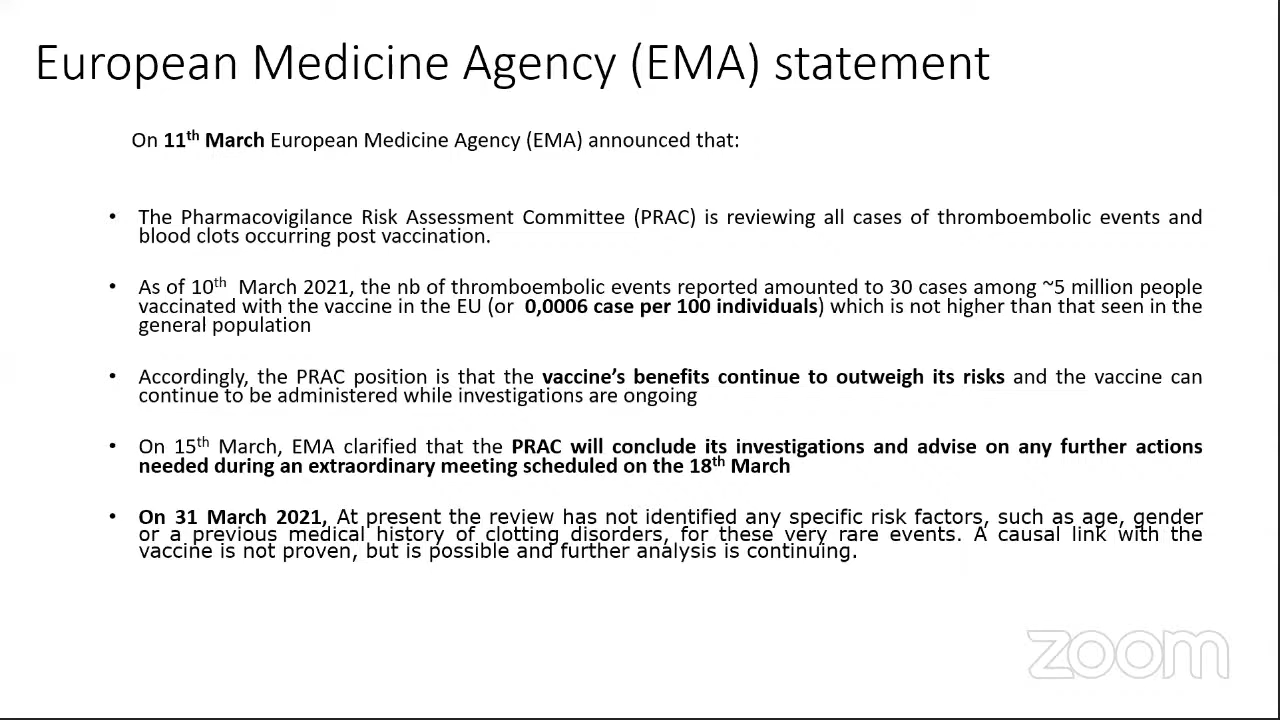 European Medicine Agency (EMA) statement
On 11th March European Medicine Agency (EMA) announced that:
• The Pharmacovigilance Risk Assessment Committee (PRAC) is reviewing all cases of thromboembolic events and
blood clots occurring post vaccination.
• As of 10th March 2021, the nb of thromboembolic events reported amounted to 30 cases among ~5 million people
vaccinated with the vaccine in the EU (or 0,0006 case per 100 individuals) which is not higher than that seen in the
general population
• Accordingly, the PRAC position is that the vaccine’s benefits continue to outweigh its risks and the vaccine can
continue to be administered while investigations are ongoing
• On 15th March, EMA clarified that the PRAC will conclude its investigations and advise on any further actions
needed during an extraordinary meeting scheduled on the 18th March
• On 31 March 2021, At present the review has not identified any specific risk factors, such as age, gender
or a previous medical history of clotting disorders, for these very rare events. A causal link with the
vaccine is not proven, but is possible and further analysis is continuing.
zoom